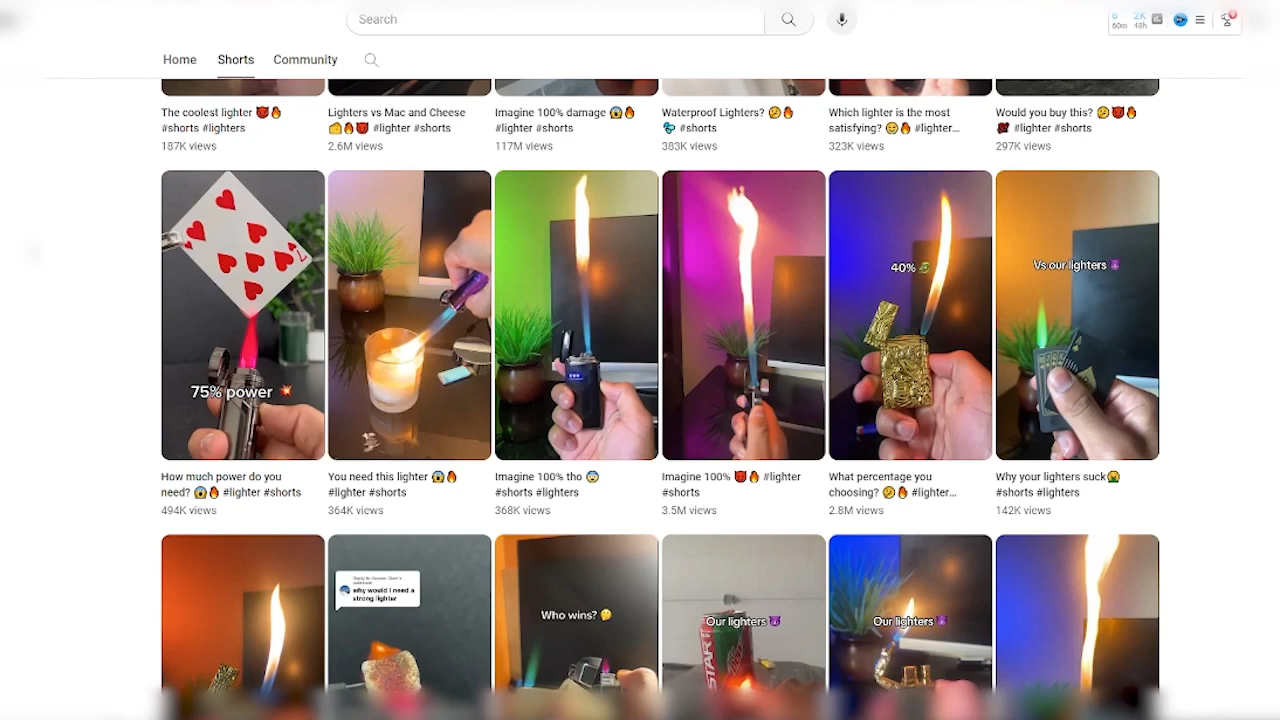 Search
6 2K
60m 48h
Home Shorts Community
The coolest lighter 😈🔥
#shorts #lighters
187K views
Lighters vs Mac and Cheese
🧀🔥😈 #lighter #shorts
2.6M views
Imagine 100% damage 😱🔥
#lighter #shorts
117M views
Waterproof Lighters? 🤔🔥
💦 #shorts
383K views
Which lighter is the most
satisfying? 😊🔥 #lighter...
323K views
Would you buy this? 🤔😈🔥
#lighter #shorts
297K views
75% power 💥
40% 🤑
Vs our lighters 😈
How much power do you
need? 😱🔥 #lighter #shorts
494K views
You need this lighter 😱🔥
#lighter #shorts
364K views
Imagine 100% tho 😨
#shorts #lighters
368K views
Imagine 100% 😈🔥 #lighter
#shorts
3.5M views
What percentage you
choosing? 🤔🔥 #lighter...
2.8M views
Why your lighters suck🤮
#shorts #lighters
142K views
why would I need a
strong lighter
Who wins? 🤔
Our lighters 😈
STAR
Our lighters 😈